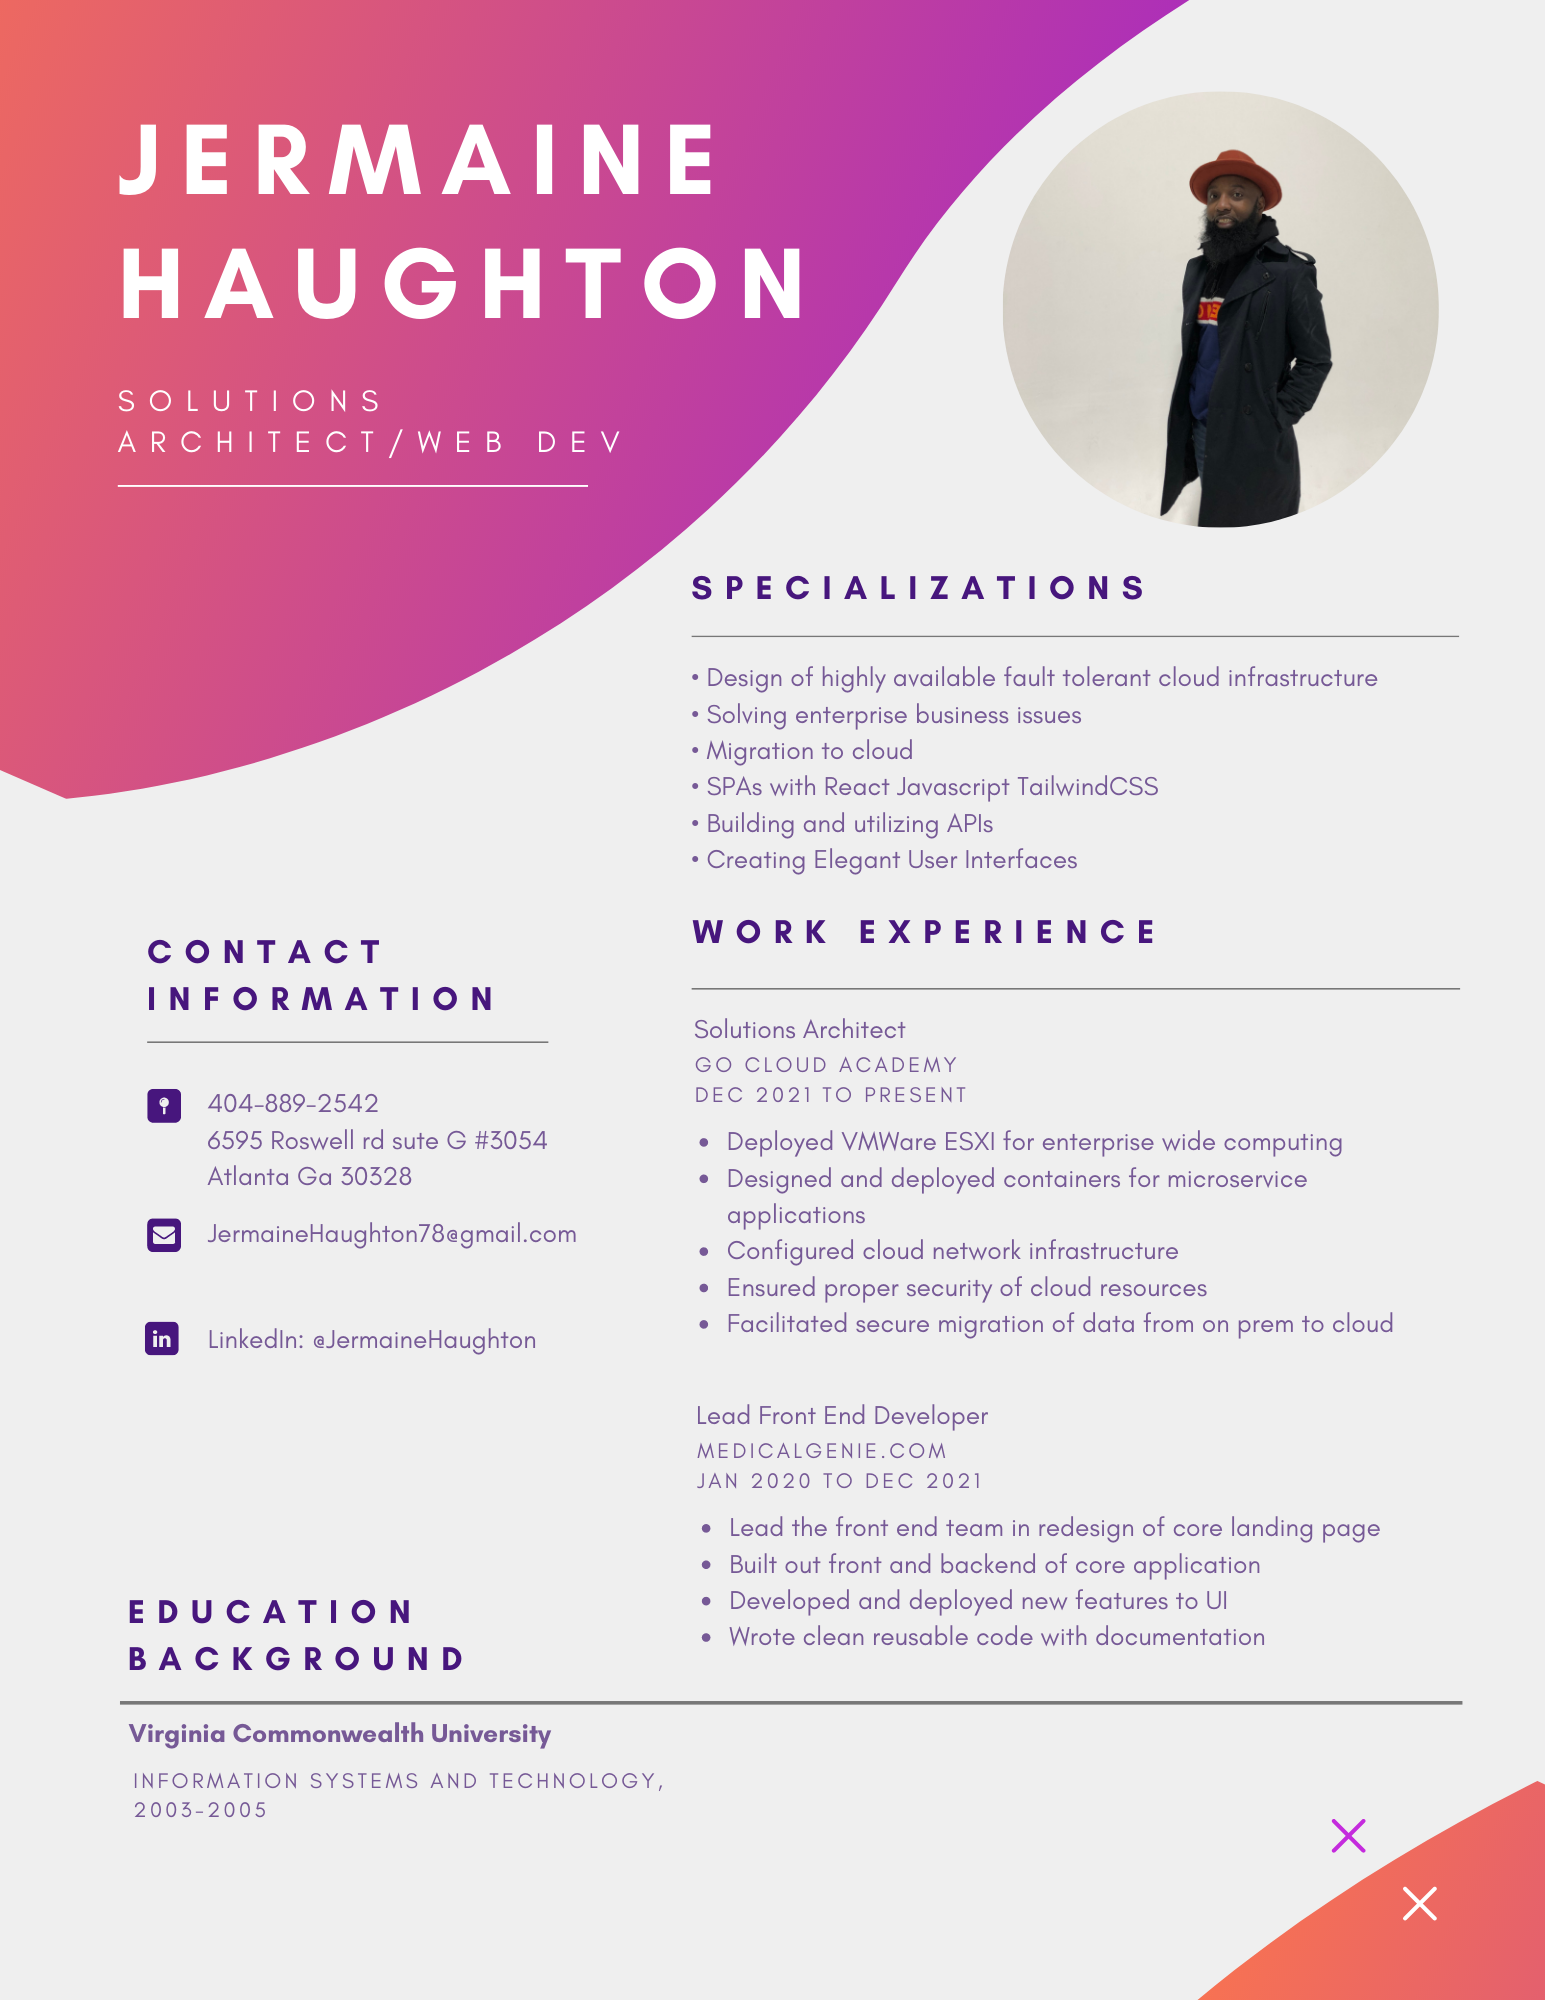 JERMAINE
HAUGHTON
SOLUTIONS
ARCHITECT/WEB DEV
SPECIALIZATIONS
• Design of highly available fault tolerant cloud infrastructure
• Solving enterprise business issues
• Migration to cloud
• SPAs with React Javascript TailwindCSS
• Building and utilizing APIs
• Creating Elegant User Interfaces
CONTACT
INFORMATION
404-889-2542
6595 Roswell rd sute G #3054
Atlanta Ga 30328
JermaineHaughton78@gmail.com
in
LinkedIn: @JermaineHaughton
WORK EXPERIENCE
Solutions Architect
GO CLOUD ACADEMY
DEC 2021 TO PRESENT
• Deployed VMWare ESXI for enterprise wide computing
• Designed and deployed containers for microservice
applications
• Configured cloud network infrastructure
• Ensured proper security of cloud resources
• Facilitated secure migration of data from on prem to cloud
Lead Front End Developer
MEDICALGENIE.COM
JAN 2020 TO DEC 2021
• Lead the front end team in redesign of core landing page
• Built out front and backend of core application
• Developed and deployed new features to UI
• Wrote clean reusable code with documentation
EDUCATION
BACKGROUND
Virginia Commonwealth University
INFORMATION SYSTEMS AND TECHNOLOGY,
2003-2005